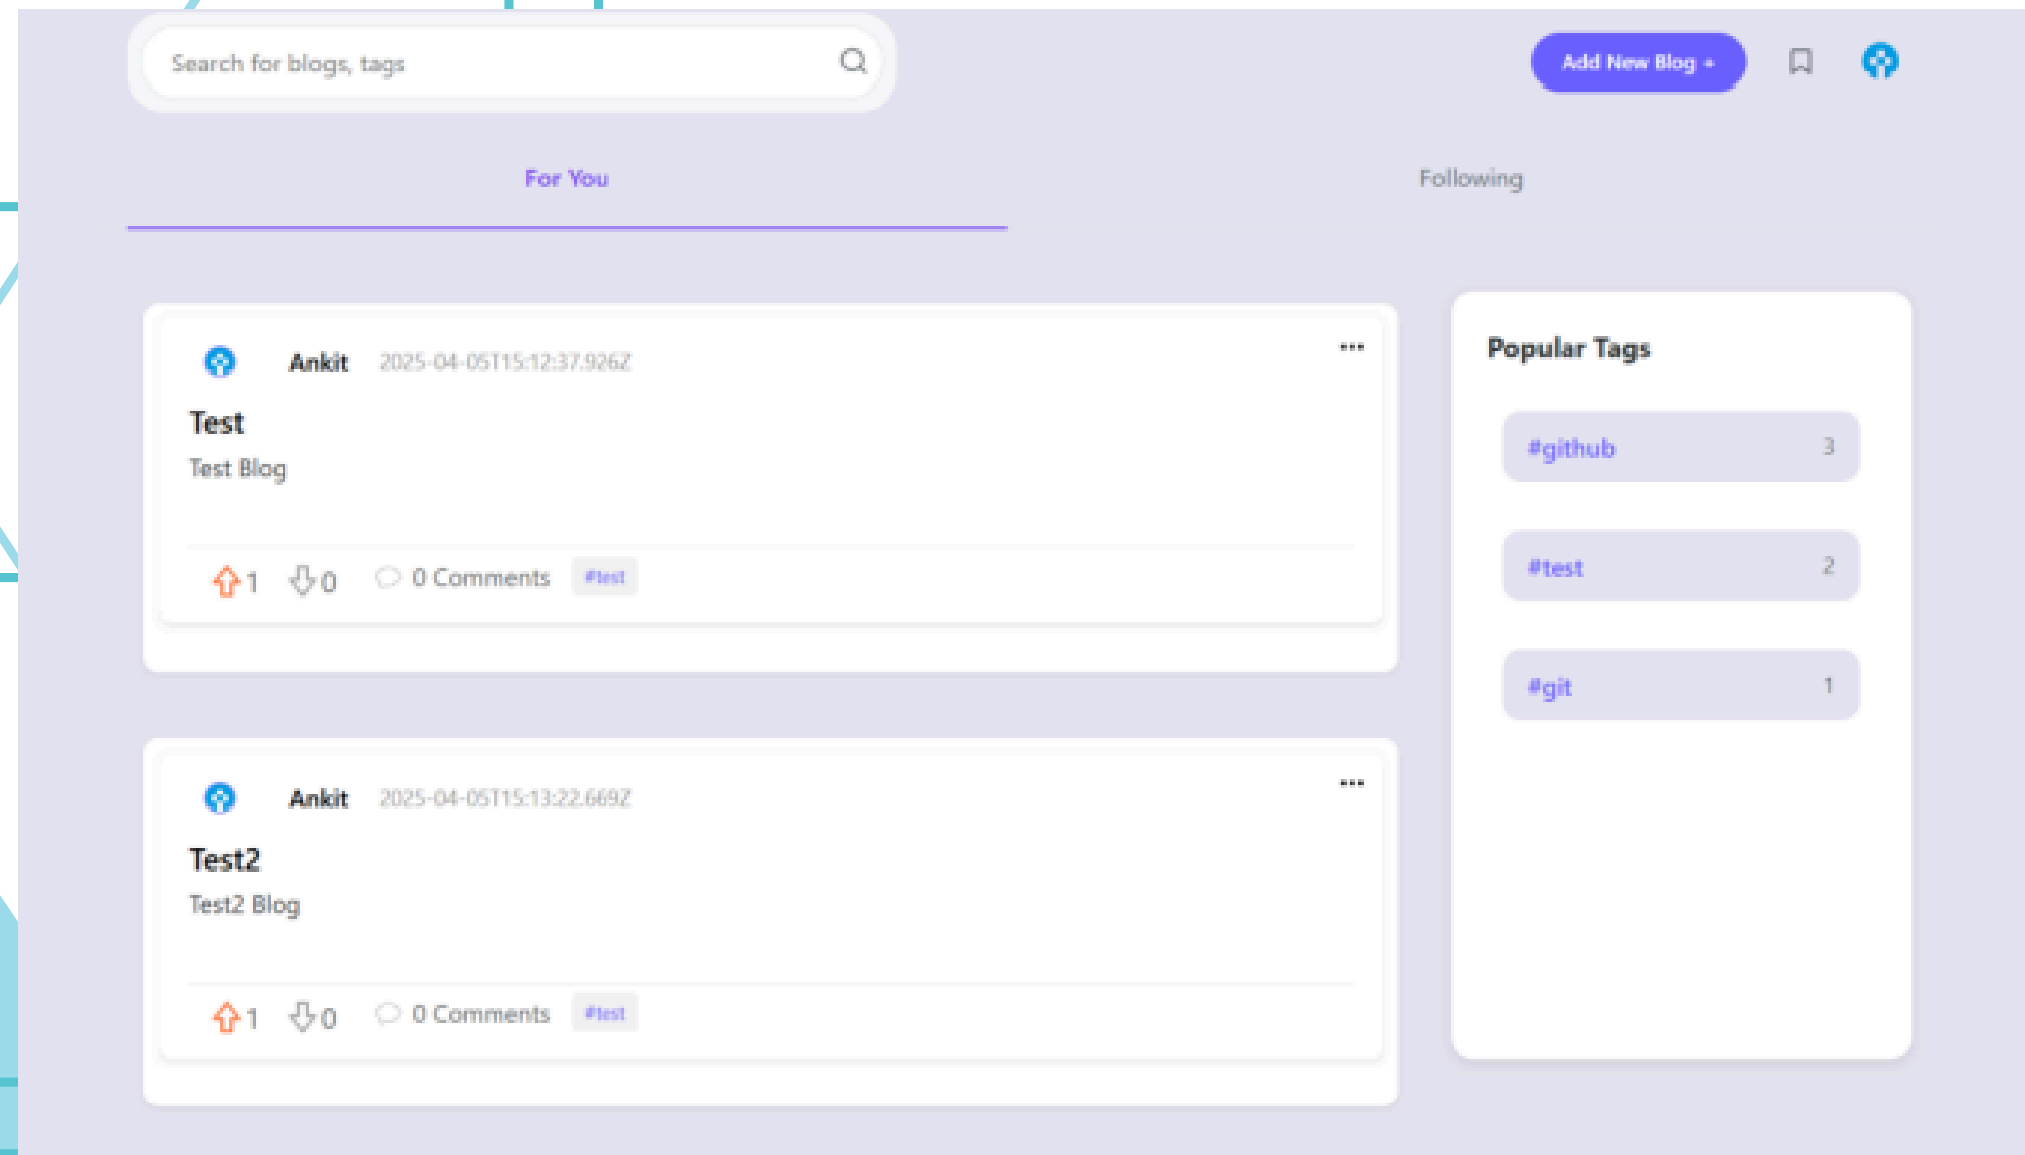 Search for blogs, tags
Add New Blog +
For You
Following
Ankit 2025-04-05T15:12:37.926Z
Test
Test Blog
1 0 0 Comments #test
Ankit 2025-04-05T15:13:22.669Z
Test2
Test2 Blog
1 0 0 Comments #test
Popular Tags
#github 3
#test 2
#git 1